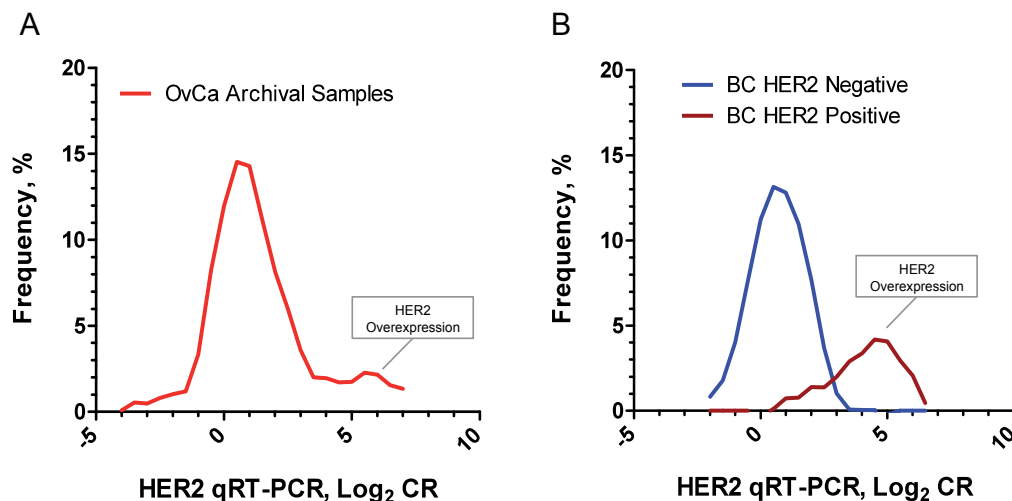 A
20
15
10
5
0
-5
0
5
10
Frequency, %
OvCa Archival Samples
HER2
Overexpression
HER2 qRT-PCR, Log₂ CR
B
20
15
10
5
0
-5
0
5
10
Frequency, %
BC HER2 Negative
BC HER2 Positive
HER2
Overexpression
HER2 qRT-PCR, Log₂ CR